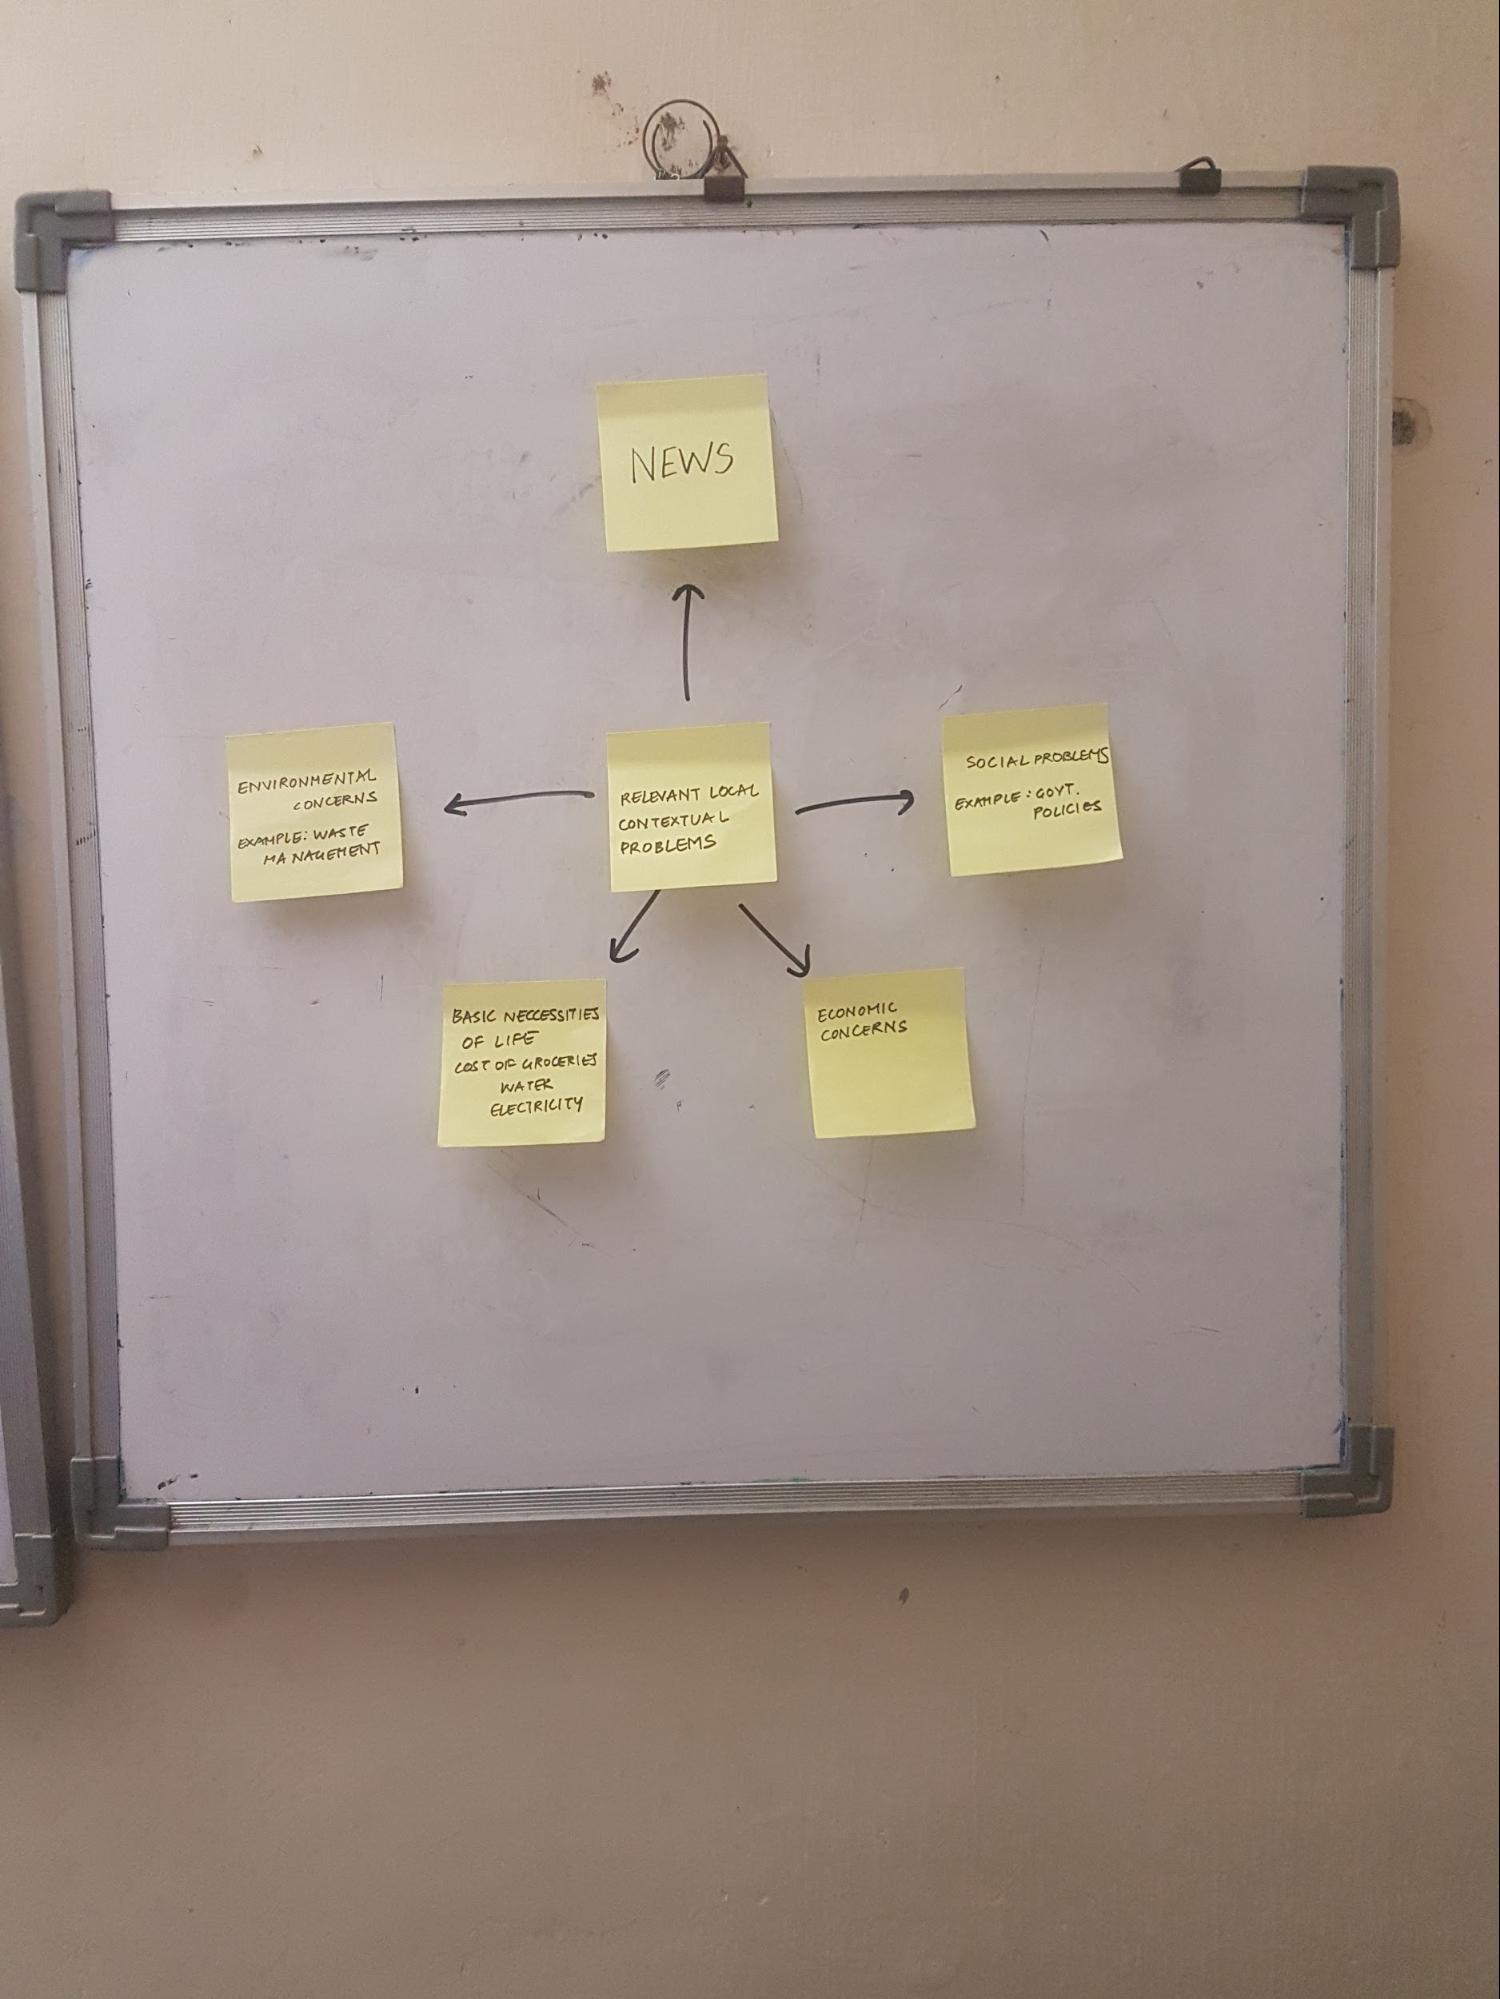 NEWS
ENVIRONMENTAL
CONCERNS
EXAMPLE: WASTE
MANAGEMENT
RELEVANT LOCAL
CONTEXTUAL
PROBLEMS
SOCIAL PROBLEMS
EXAMPLE: GOVT.
POLICIES
BASIC NECCESSITIES
OF LIFE
COST OF GROCERIES
WATER
ELECTRICITY
ECONOMIC
CONCERNS